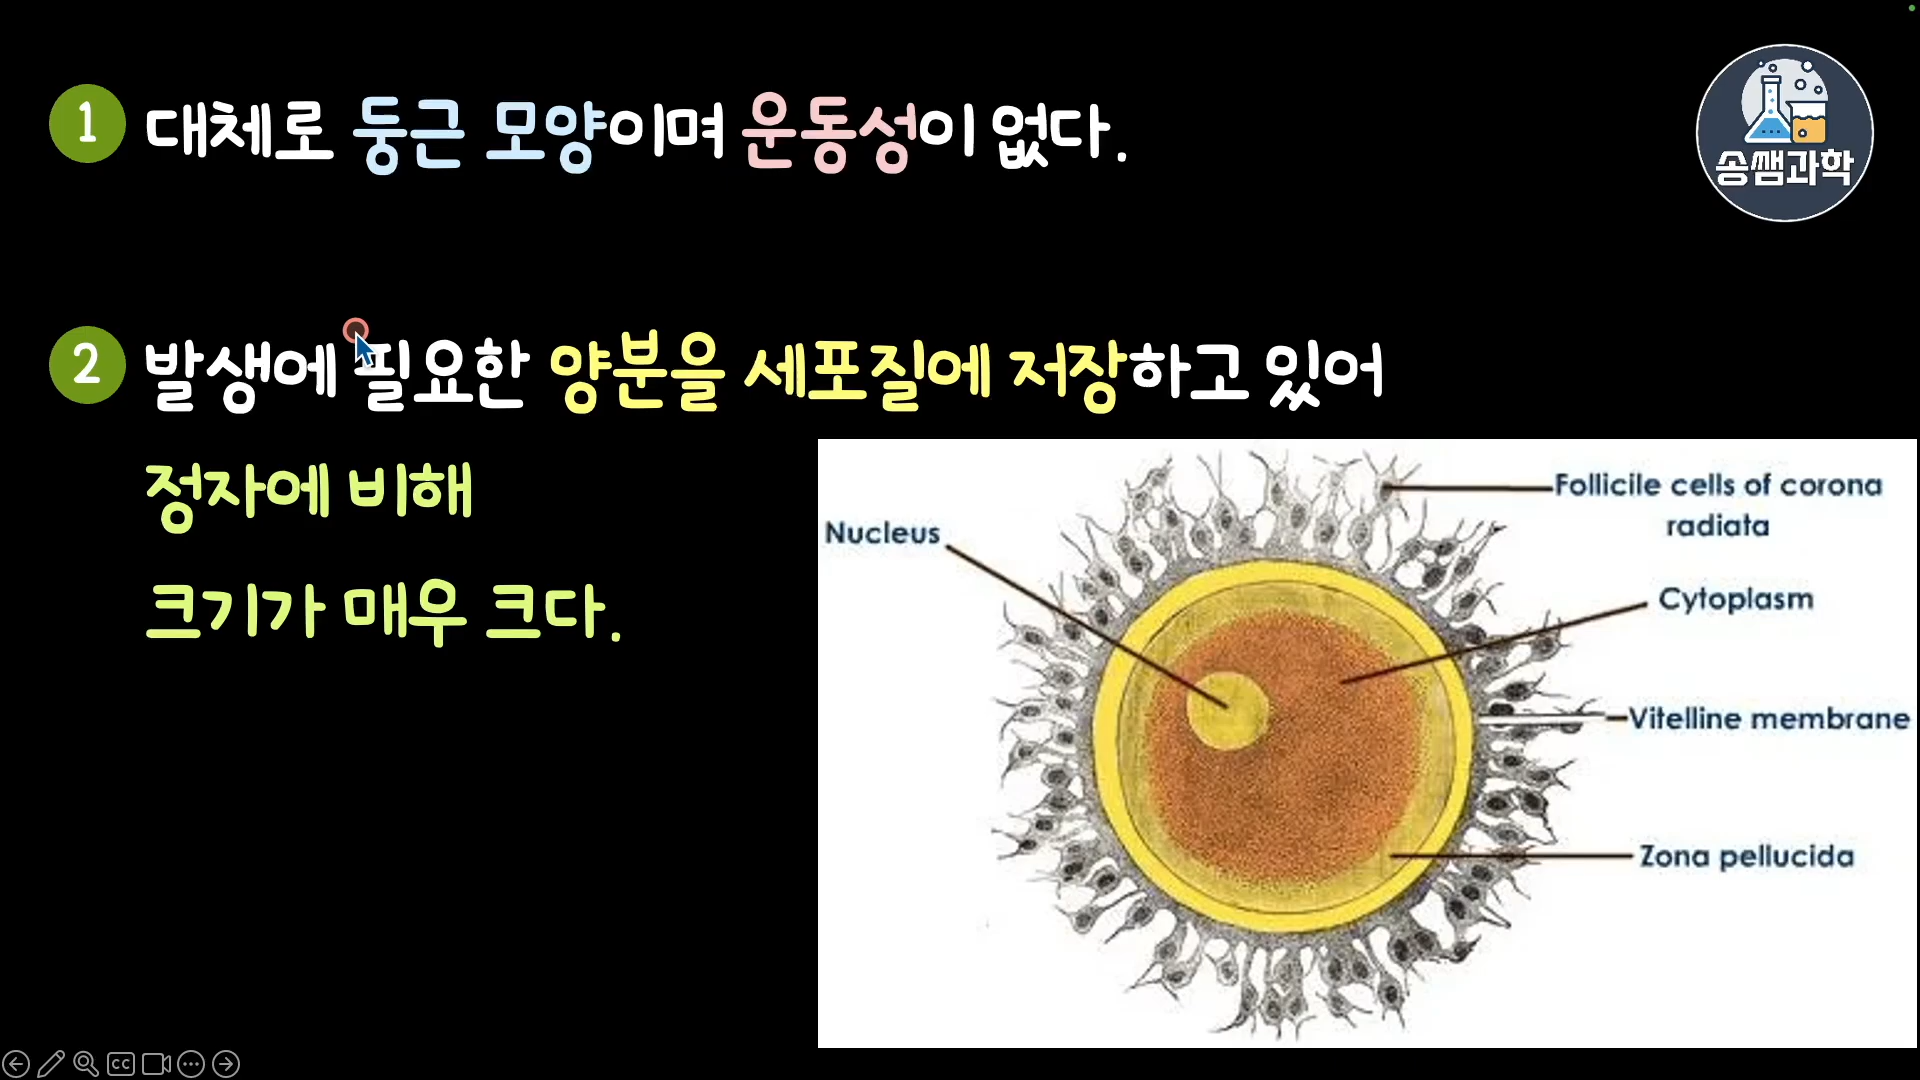 1 대체로 둥근 모양이며 운동성이 없다.
송쌤과학
2 발생에 필요한 양분을 세포질에 저장하고 있어
정자에 비해
크기가 매우 크다.
Nucleus
Follicile cells of corona
radiata
Cytoplasm
Vitelline membrane
Zona pellucida
CC